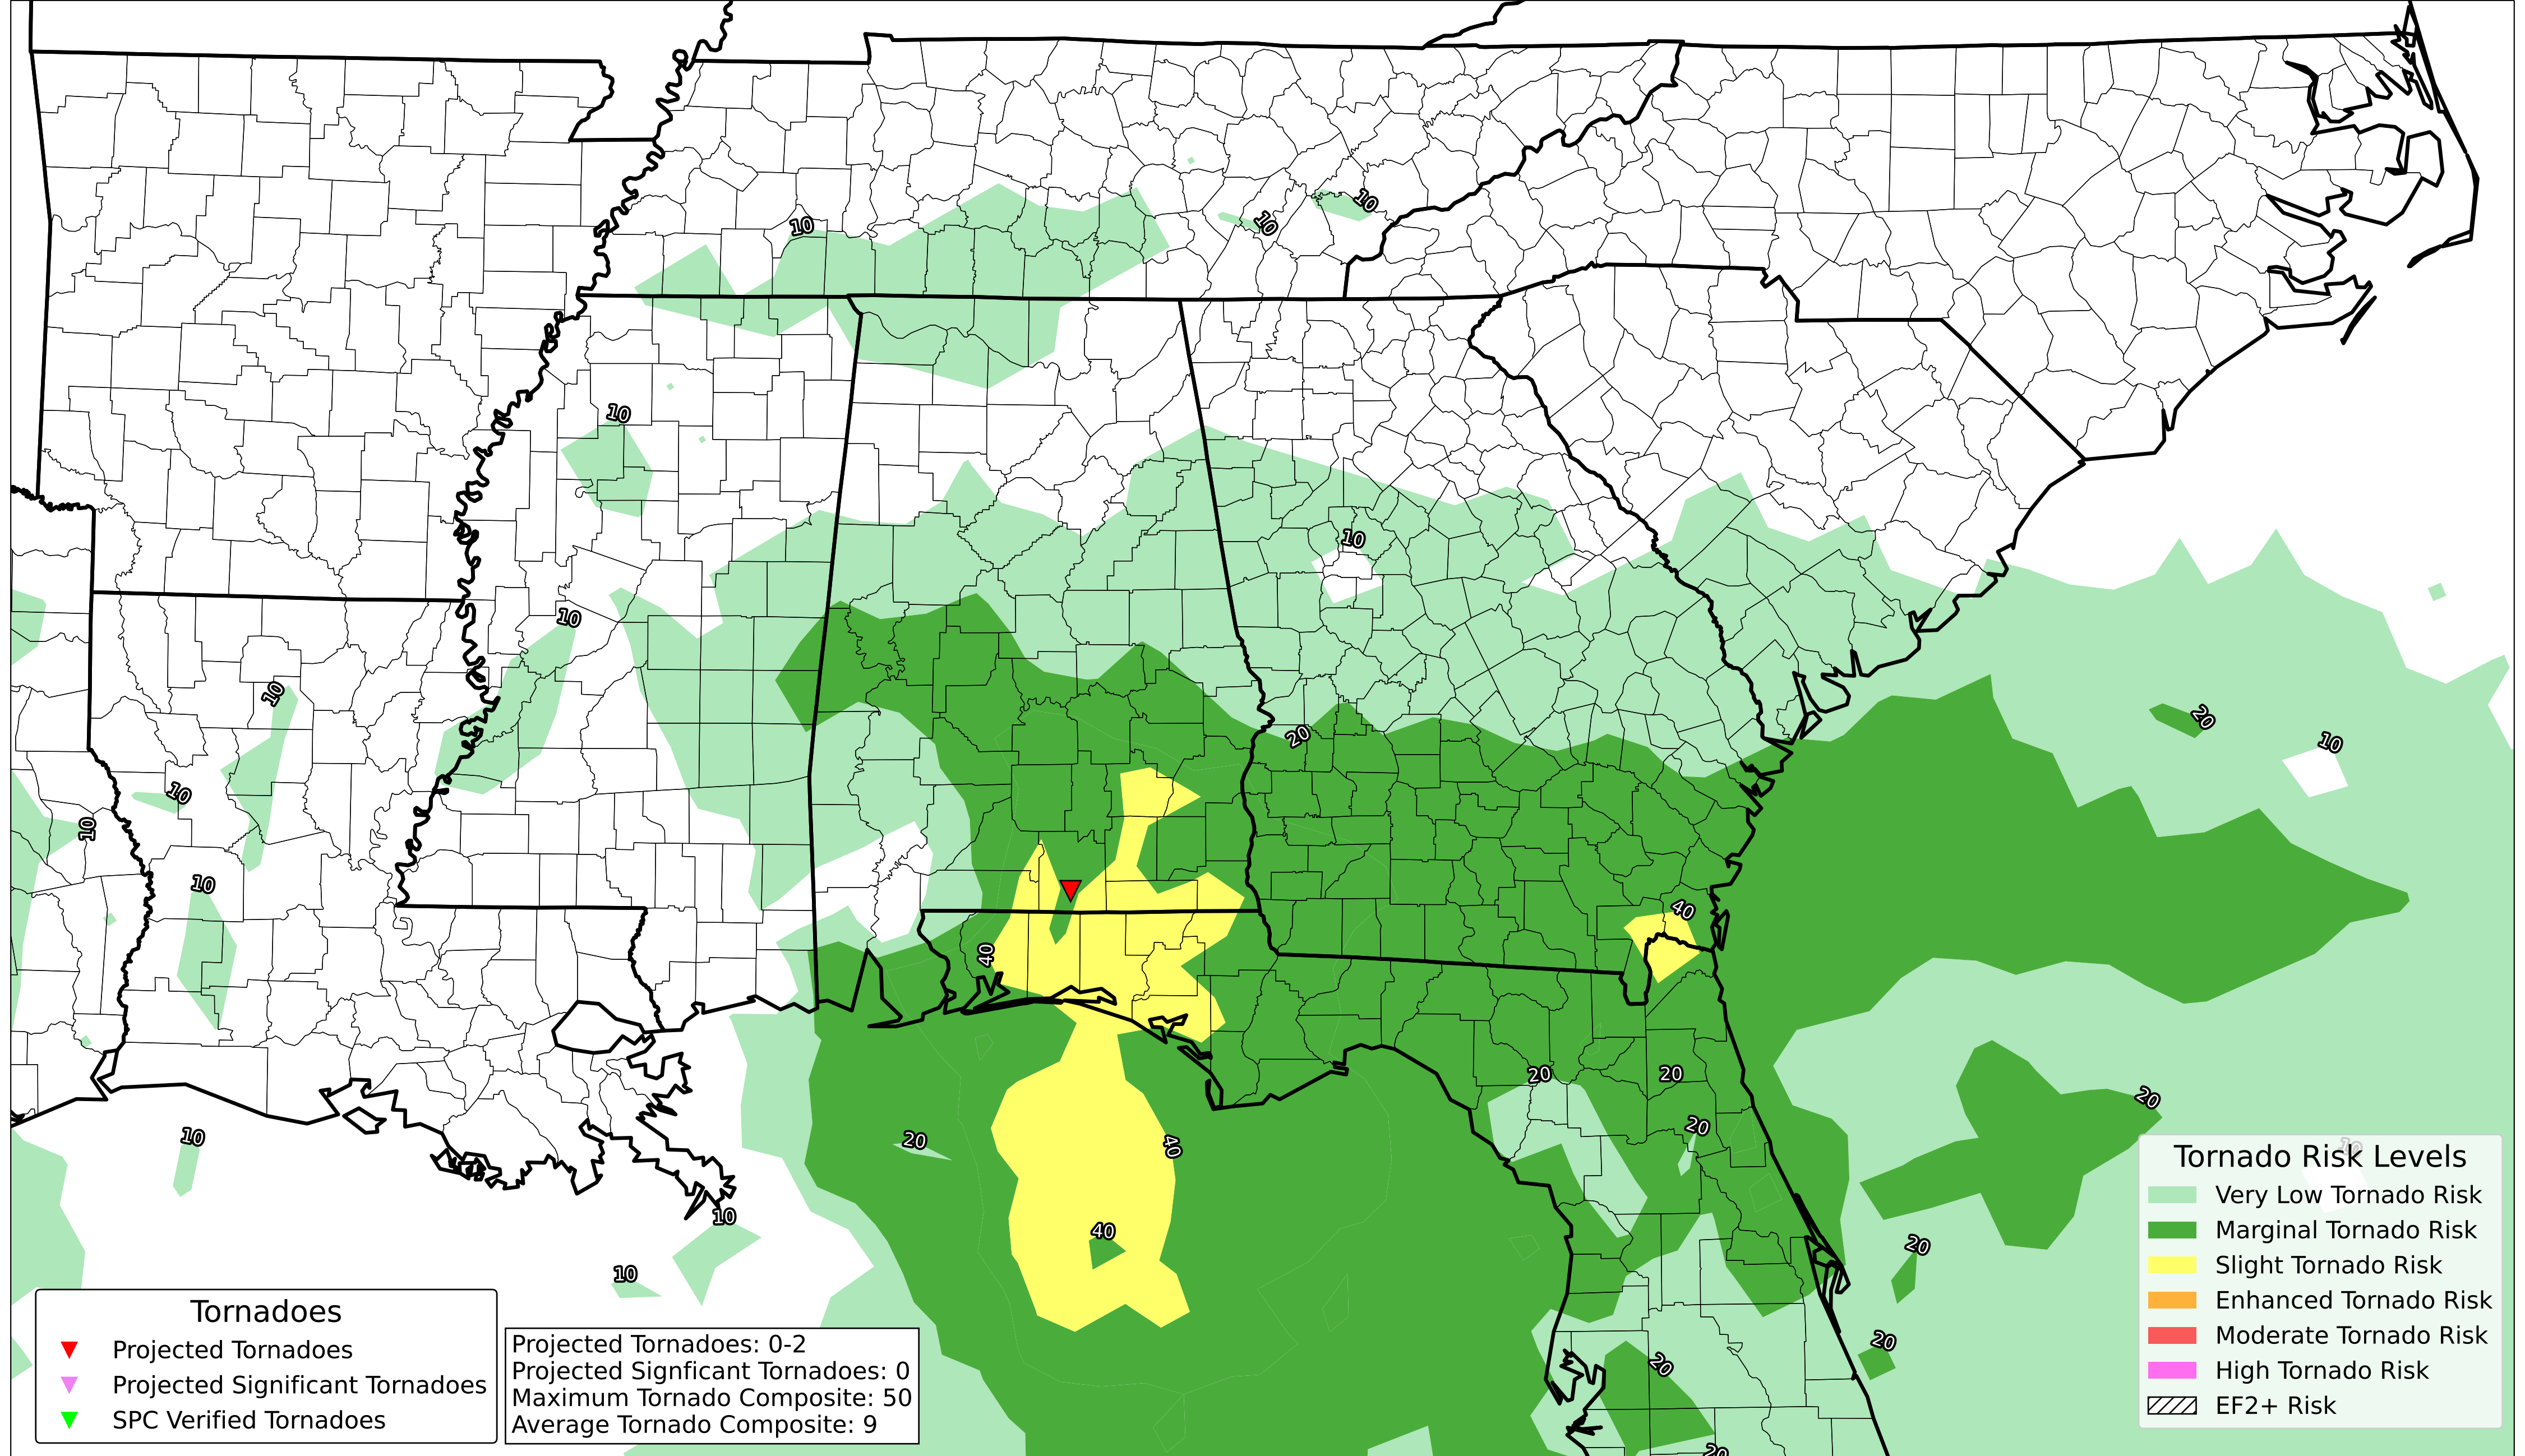 10
10
10
10
10
10
20
10
20
10
10
10
10
40
40
20
20
20
20
10
20
40
10
40
10
20
10
20
20
20
Tornado Risk Levels
Very Low Tornado Risk
Marginal Tornado Risk
Slight Tornado Risk
Enhanced Tornado Risk
Moderate Tornado Risk
High Tornado Risk
EF2+ Risk
Tornadoes
Projected Tornadoes
Projected Significant Tornadoes
SPC Verified Tornadoes
Projected Tornadoes: 0-2
Projected Signficant Tornadoes: 0
Maximum Tornado Composite: 50
Average Tornado Composite: 9
20